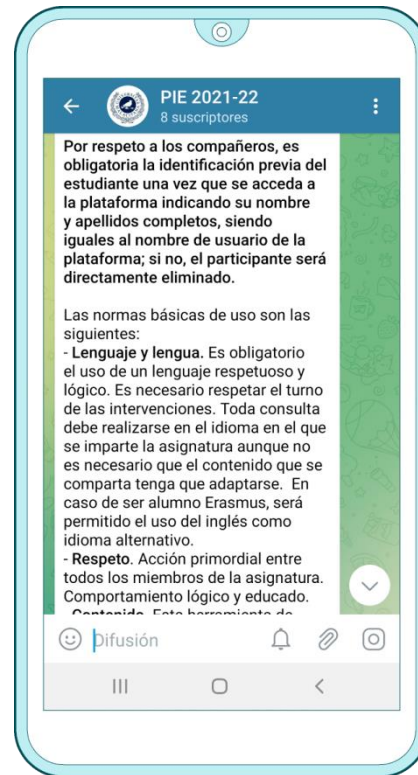 PIE 2021-22
8 suscriptores
Por respeto a los compañeros, es
obligatoria la identificación previa del
estudiante una vez que se acceda a
la plataforma indicando su nombre
y apellidos completos, siendo
iguales al nombre de usuario de la
plataforma; si no, el participante será
directamente eliminado.
Las normas básicas de uso son las
siguientes:
- Lenguaje y lengua. Es obligatorio
el uso de un lenguaje respetuoso y
lógico. Es necesario respetar el turno
de las intervenciones. Toda consulta
debe realizarse en el idioma en el que
se imparte la asignatura aunque no
es necesario que el contenido que se
comparta tenga que adaptarse. En
caso de ser alumno Erasmus, será
permitido el uso del inglés como
idioma alternativo.
- Respeto. Acción primordial entre
todos los miembros de la asignatura.
Comportamiento lógico y educado.
- Contenido. Esta herramienta de
Difusión